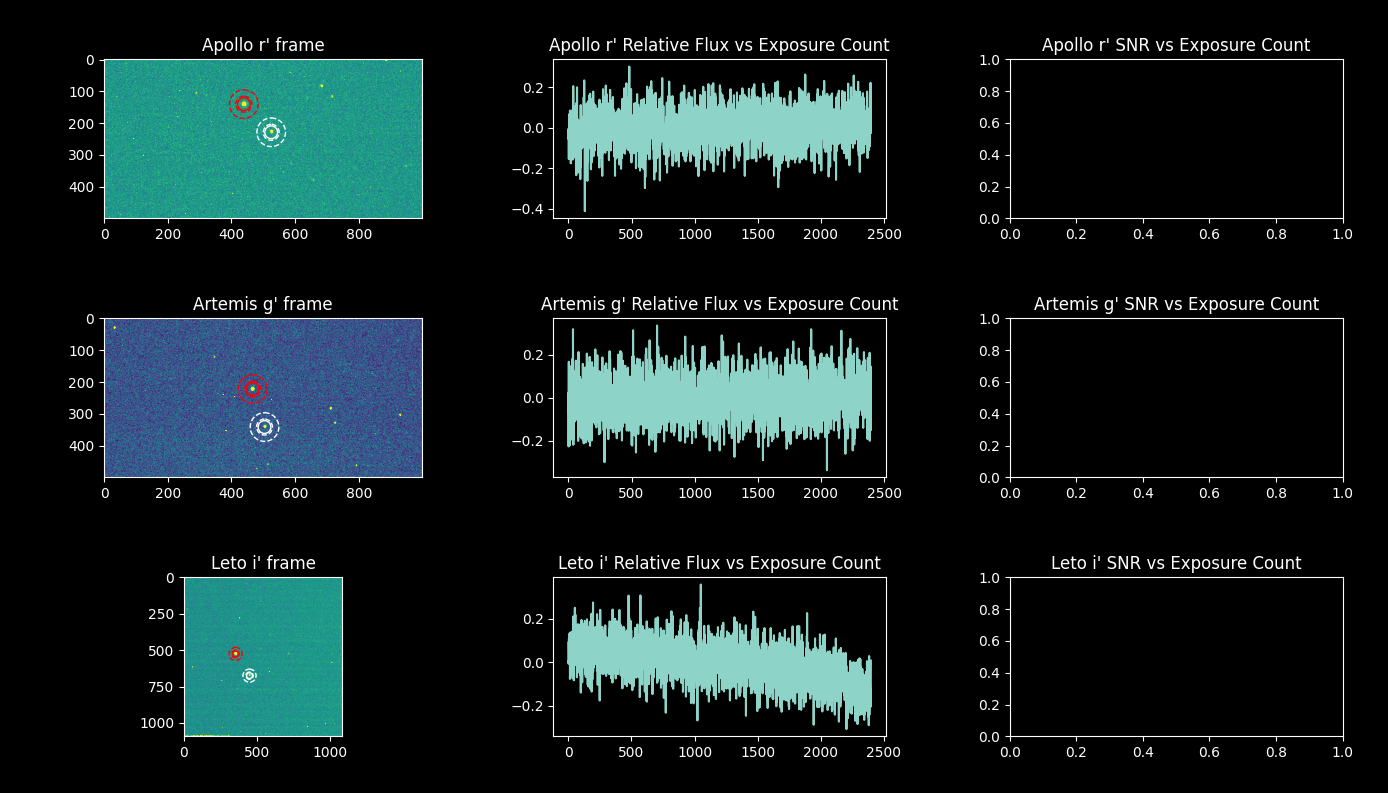 Apollo r' frame
0
100
200
300
400
0 200 400 600 800
Apollo r' Relative Flux vs Exposure Count
0.2
0.0
−0.2
−0.4
0 500 1000 1500 2000 2500
Apollo r' SNR vs Exposure Count
1.0
0.8
0.6
0.4
0.2
0.0
0.0 0.2 0.4 0.6 0.8 1.0
Artemis g' frame
0
100
200
300
400
0 200 400 600 800
Artemis g' Relative Flux vs Exposure Count
0.2
0.0
−0.2
0 500 1000 1500 2000 2500
Artemis g' SNR vs Exposure Count
1.0
0.8
0.6
0.4
0.2
0.0
0.0 0.2 0.4 0.6 0.8 1.0
Leto i' frame
0
250
500
750
1000
0 500 1000
Leto i' Relative Flux vs Exposure Count
0.2
0.0
−0.2
0 500 1000 1500 2000 2500
Leto i' SNR vs Exposure Count
1.0
0.8
0.6
0.4
0.2
0.0
0.0 0.2 0.4 0.6 0.8 1.0